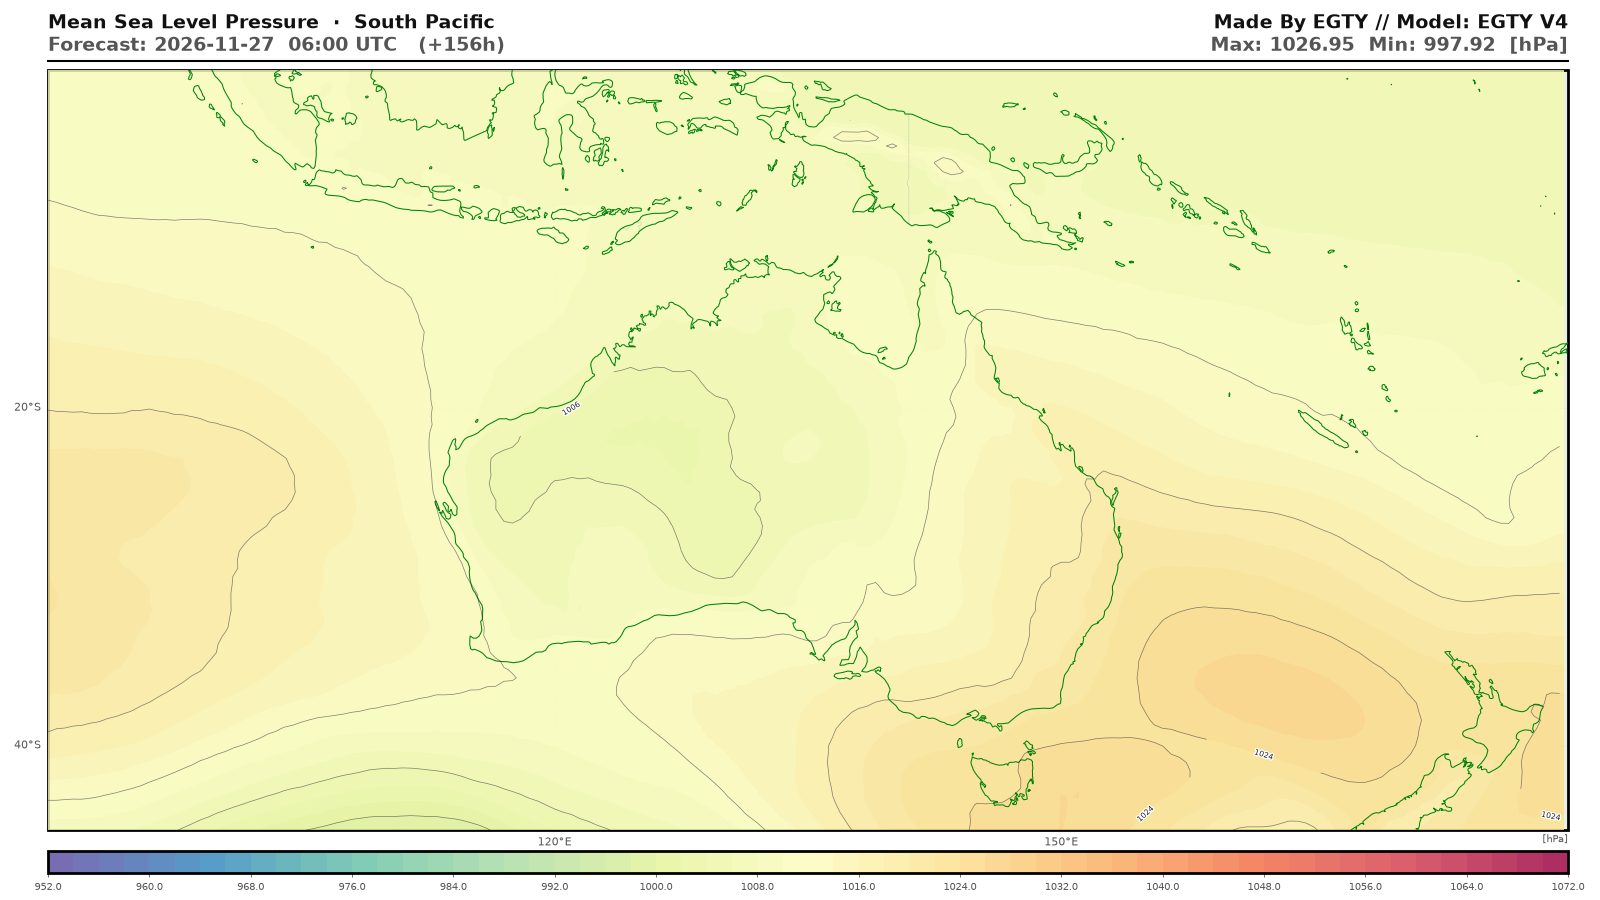 Mean Sea Level Pressure · South Pacific
Made By EGTY // Model: EGTY V4
Forecast: 2026-11-27 06:00 UTC (+156h)
Max: 1026.95 Min: 997.92 [hPa]
1006
20°S
40°S
1024
1024
1024
120°E
150°E
[hPa]
952.0 960.0 968.0 976.0 984.0 992.0 1000.0 1008.0 1016.0 1024.0 1032.0 1040.0 1048.0 1056.0 1064.0 1072.0